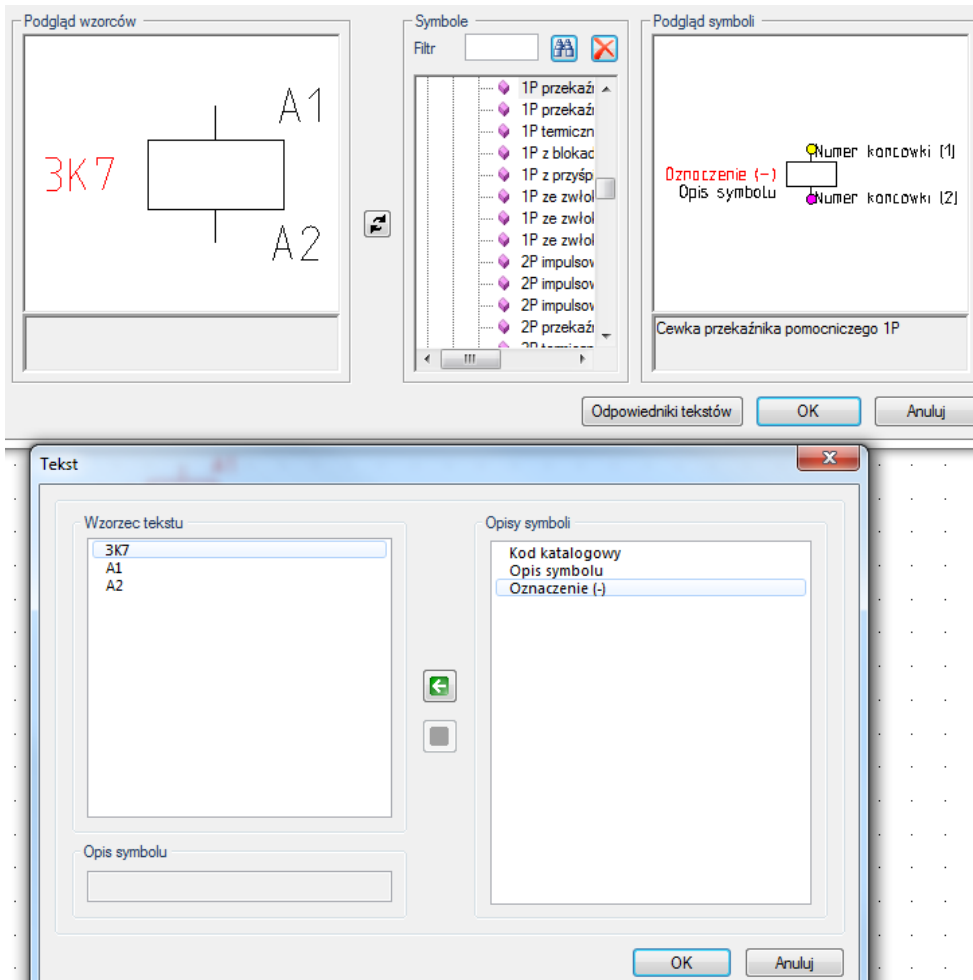 Podgląd wzorców
3K7
A1
A2
Symbole
Filtr
1P przekaźı
1P przekaźı
1P termiczn
1P z blokad
1P z przyśp
1P ze zwłol
1P ze zwłol
1P ze zwłol
2P impulsov
2P impulsov
2P impulsov
2P przekaźı
Podgląd symboli
Oznaczenie (-)
Opis symbolu
Numer koncowki (1)
Numer koncowki (2)
Cewka przekaźnika pomocniczego 1P
Odpowiedniki tekstów
OK
Anuluj
Tekst
Wzorzec tekstu
3K7
A1
A2
Opis symbolu
Opisy symboli
Kod katalogowy
Opis symbolu
Oznaczenie (-)
OK
Anuluj